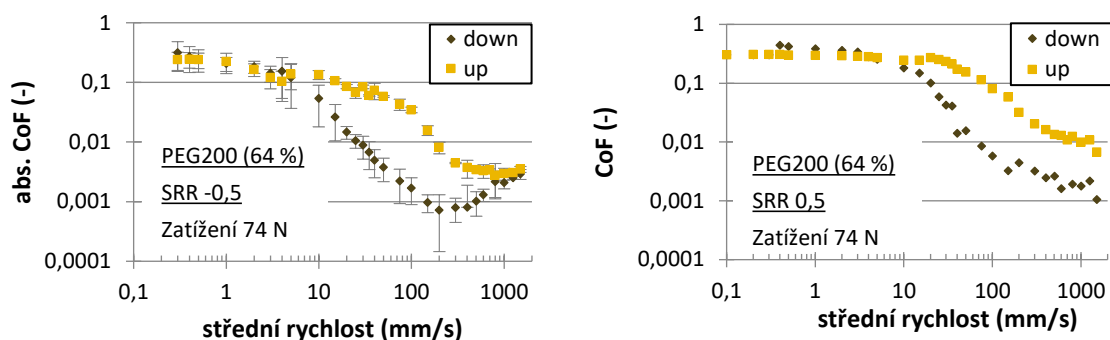 1
0,1
0,01
0,001
0,0001
abs. CoF (-)
down
up
PEG200 (64 %)
SRR -0,5
Zatížení 74 N
0,1
1
10
100
1000
střední rychlost (mm/s)
1
0,1
0,01
0,001
0,0001
CoF (-)
down
up
PEG200 (64 %)
SRR 0,5
Zatížení 74 N
0,1
1
10
100
1000
střední rychlost (mm/s)